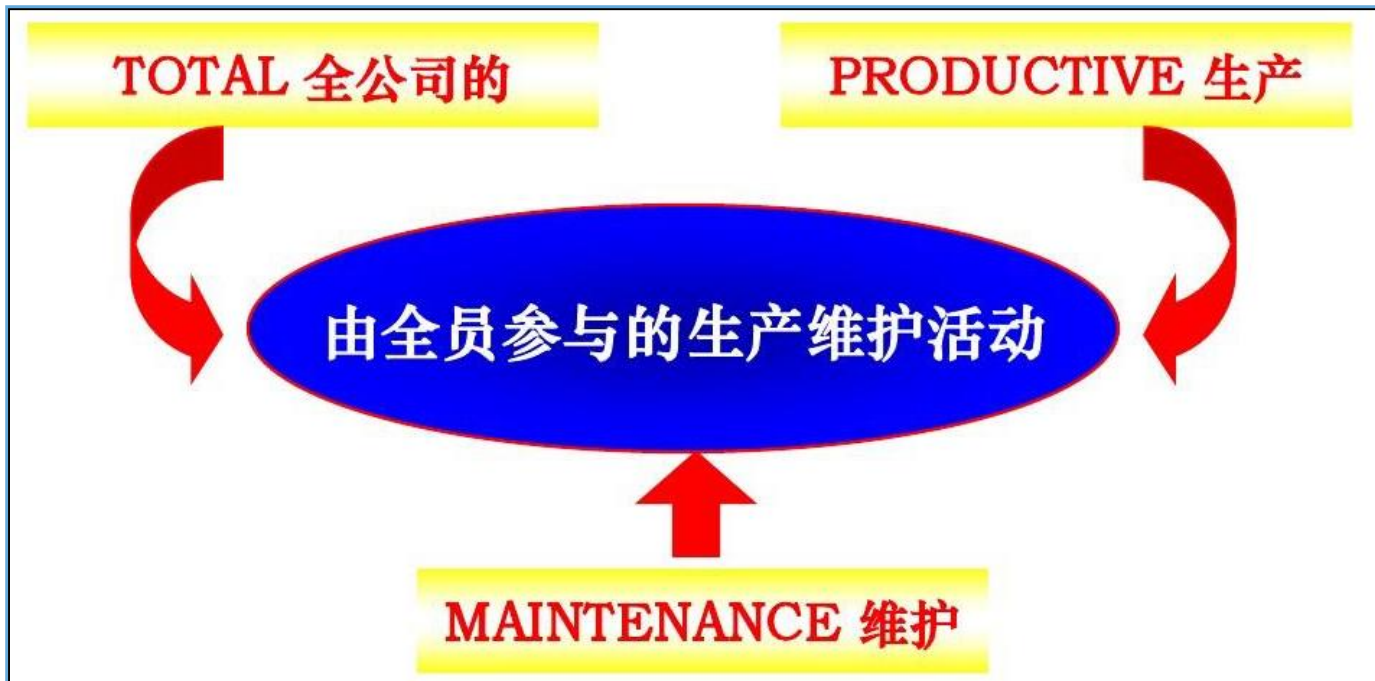 TOTAL 全公司的
PRODUCTIVE 生产
由全员参与的生产维护活动
MAINTENANCE 维护